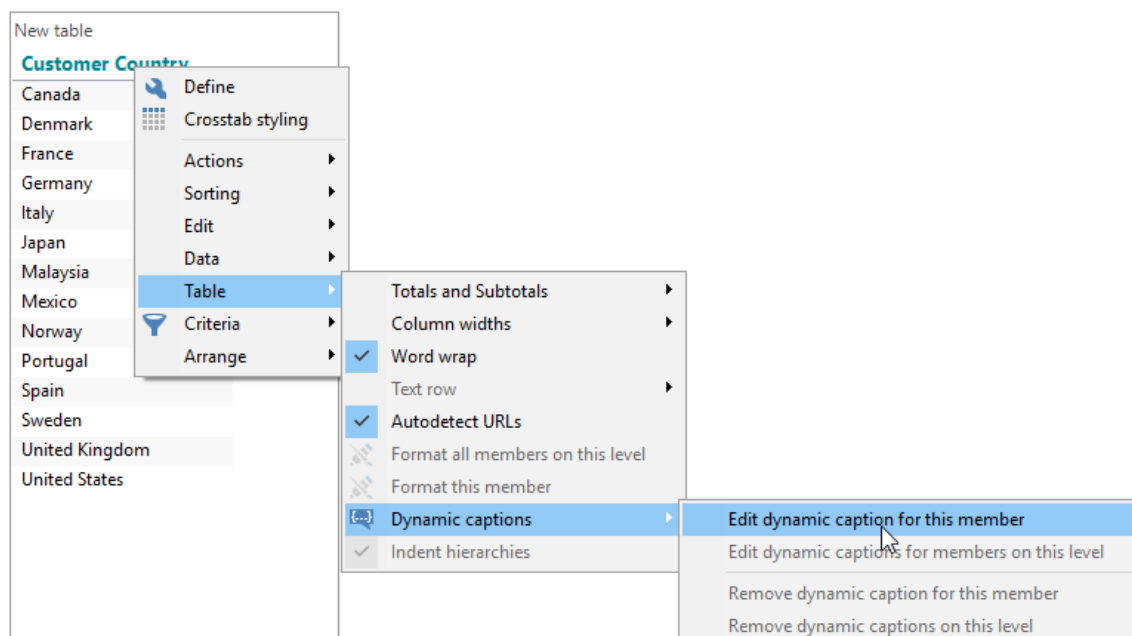 New table
Customer Country
Canada
Denmark
France
Germany
Italy
Japan
Malaysia
Mexico
Norway
Portugal
Spain
Sweden
United Kingdom
United States
Define
Crosstab styling
Actions
Sorting
Edit
Data
Table
Criteria
Arrange
Totals and Subtotals
Column widths
Word wrap
Text row
Autodetect URLs
Format all members on this level
Format this member
Dynamic captions
Indent hierarchies
Edit dynamic caption for this member
Edit dynamic captions for members on this level
Remove dynamic caption for this member
Remove dynamic captions on this level